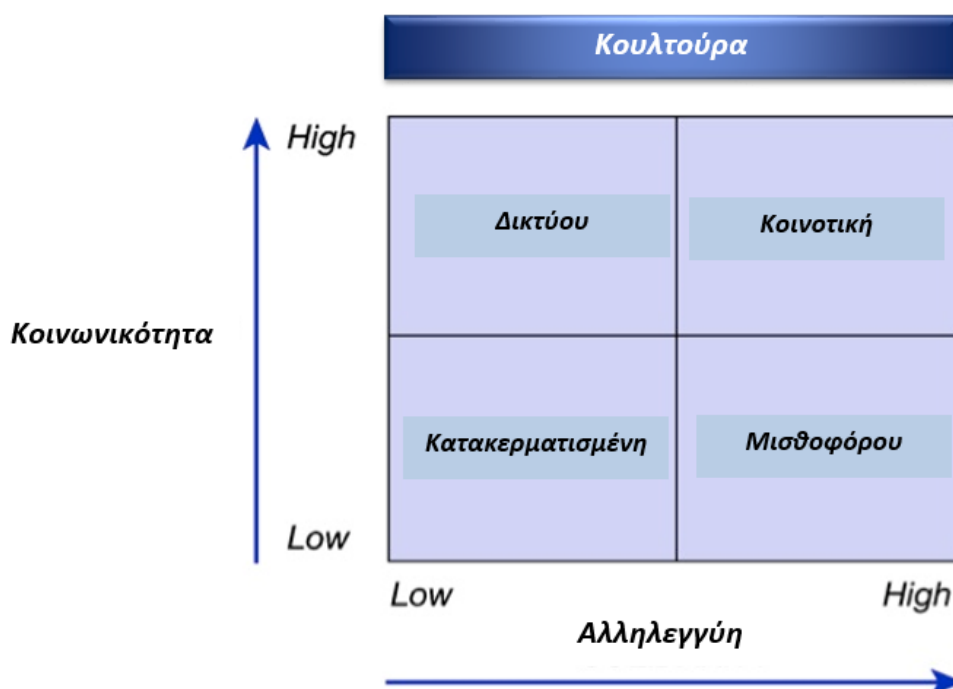 Κουλτούρα
High
Δικτύου
Κοινοτική
Κοινωνικότητα
Κατακερματισμένη
Μισθοφόρου
Low
Low
High
Αλληλεγγύη